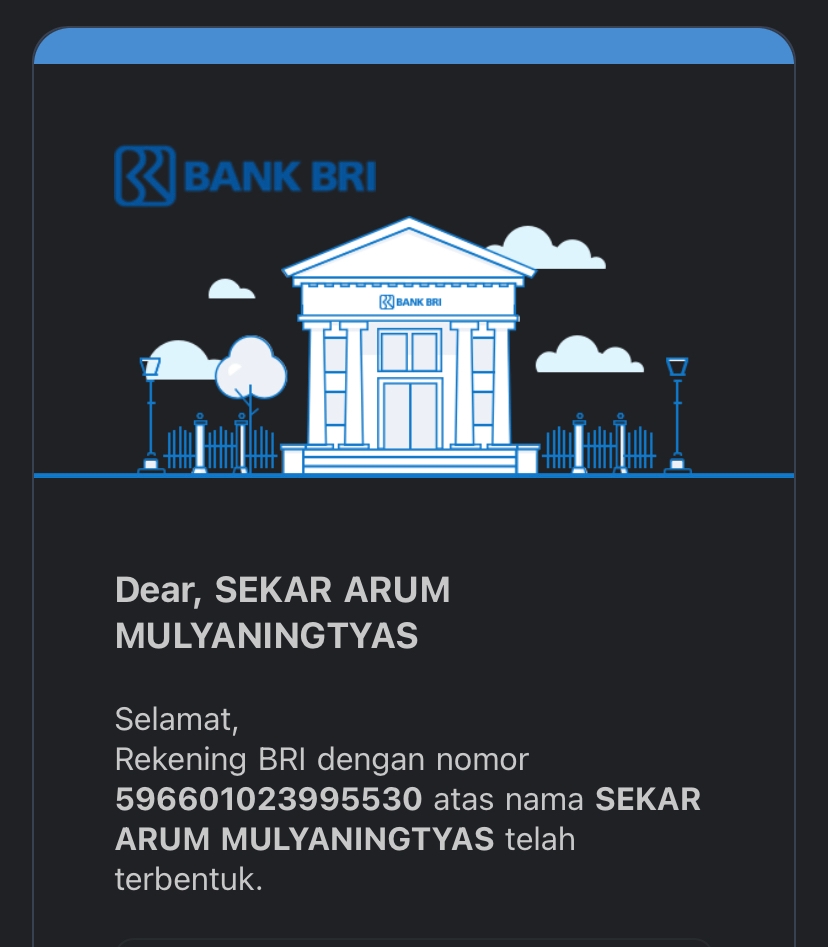 BANK BRI
BANK BRI
Dear, SEKAR ARUM
MULYANINGTYAS
Selamat,
Rekening BRI dengan nomor
596601023995530 atas nama SEKAR
ARUM MULYANINGTYAS telah
terbentuk.